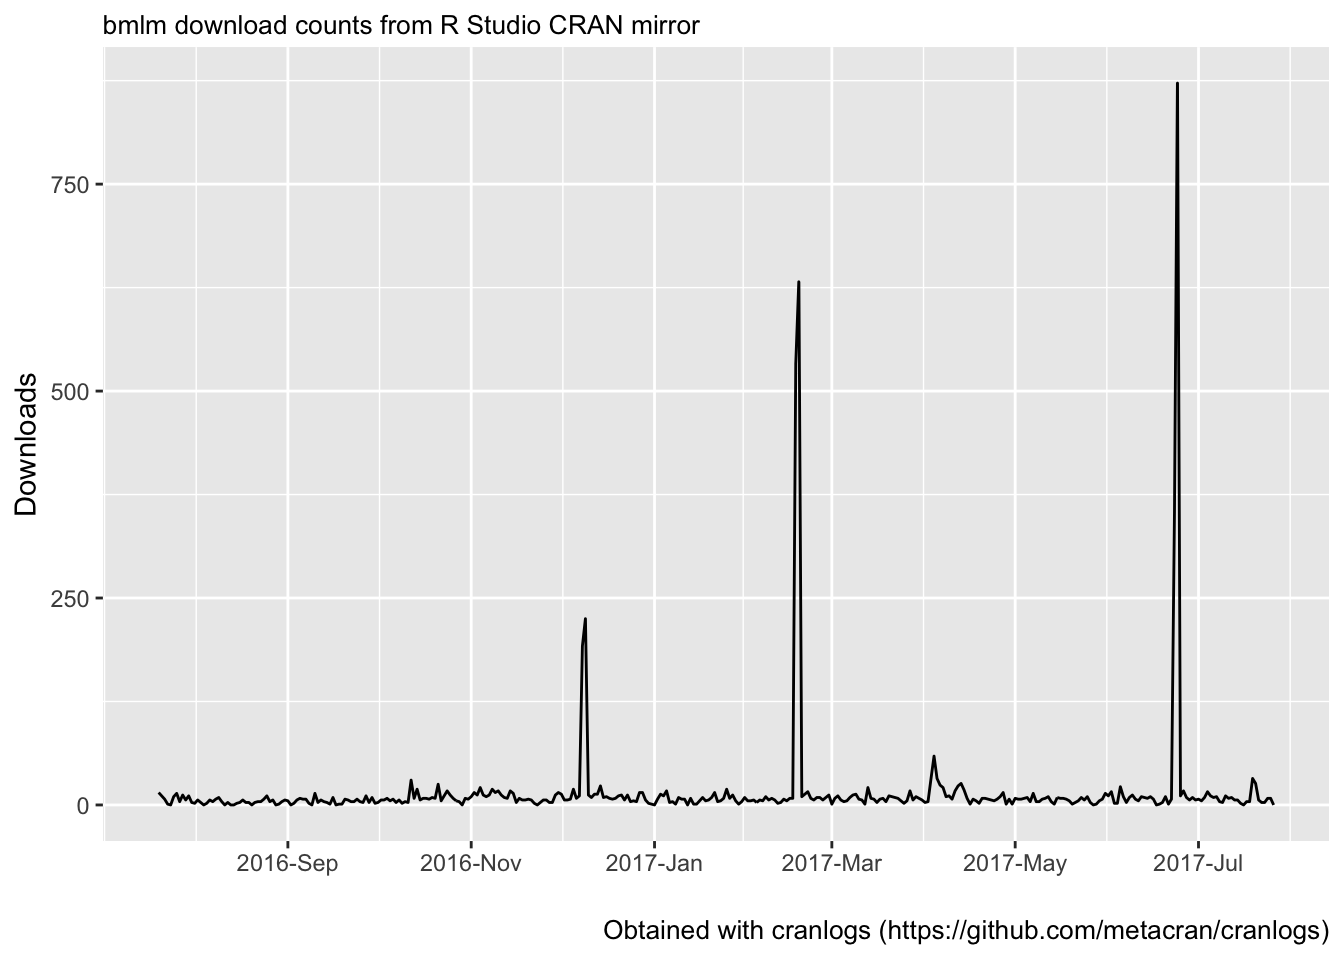 bmlm download counts from R Studio CRAN mirror
Downloads
750
500
250
0
2016-Sep 2016-Nov 2017-Jan 2017-Mar 2017-May 2017-Jul
Obtained with cranlogs (https://github.com/metacran/cranlogs)